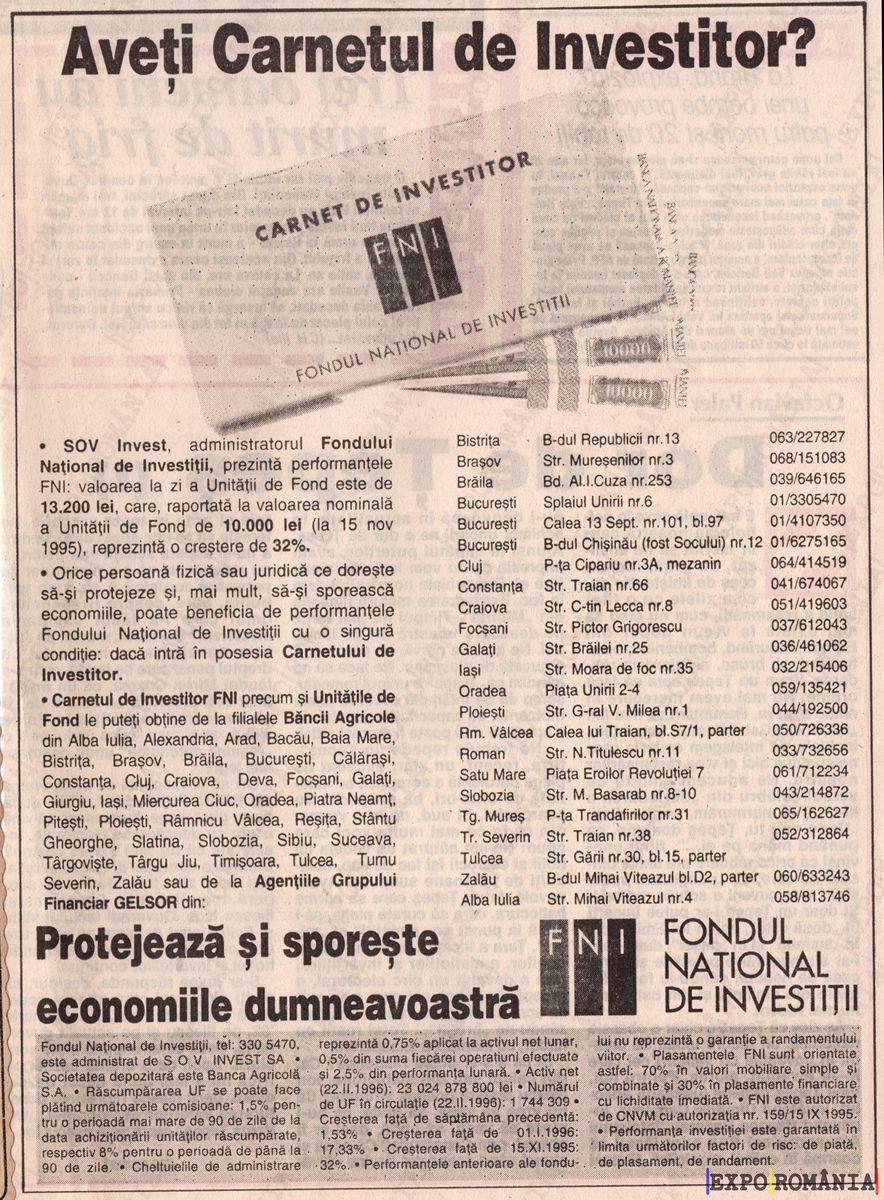 Aveți Carnetul de Investitor?
CARNET DE INVESTITOR
FNI
FONDUL NAȚIONAL DE INVESTIȚII
BANCA NAȚIONALĂ A ROMÂNIEI
10000
10000
• SOV Invest, administratorul Fondului
Național de Investiții, prezintă performanțele
FNI: valoarea la zi a Unității de Fond este de
13.200 lei, care, raportată la valoarea nominală
a Unității de Fond de 10.000 lei (la 15 nov
1995), reprezintă o creștere de 32%.
• Orice persoană fizică sau juridică ce dorește
să-și protejeze și, mai mult, să-și sporească
economiile, poate beneficia de performanțele
Fondului Național de Investiții cu o singură
condiție: dacă intră în posesia Carnetului de
Investitor.
• Carnetul de Investitor FNI precum și Unitățile de
Fond le puteți obține de la filialele Băncii Agricole
din Alba Iulia, Alexandria, Arad, Bacău, Baia Mare,
Bistrița, Brașov, Brăila, București, Călărași,
Constanța, Cluj, Craiova, Deva, Focșani, Galați,
Giurgiu, Iași, Miercurea Ciuc, Oradea, Piatra Neamț,
Pitești, Ploiești, Râmnicu Vâlcea, Reșița, Sfântu
Gheorghe, Slatina, Slobozia, Sibiu, Suceava,
Târgoviște, Târgu Jiu, Timișoara, Tulcea, Turnu
Severin, Zalău sau de la Agențiile Grupului
Financiar GELSOR din:
Bistrița B-dul Republicii nr.13 063/227827
Brașov Str. Mureșenilor nr.3 068/151083
Brăila Bd. Al.I.Cuza nr.253 039/646165
București Splaiul Unirii nr.6 01/3305470
București Calea 13 Sept. nr.101, bl.97 01/4107350
București B-dul Chișinău (fost Socului) nr.12 01/6275165
Cluj P-ța Cipariu nr.3A, mezanin 064/414519
Constanța Str. Traian nr.66 041/674067
Craiova Str. C-tin Lecca nr.8 051/419603
Focșani Str. Pictor Grigorescu 037/612043
Galați Str. Brăilei nr.25 036/461062
Iași Str. Moara de foc nr.35 032/215406
Oradea Piața Unirii 2-4 059/135421
Ploiești Str. G-ral V. Milea nr.1 044/192500
Rm. Vâlcea Calea lui Traian, bl.S7/1, parter 050/726336
Roman Str. N.Titulescu nr.11 033/732656
Satu Mare Piața Eroilor Revoluției 7 061/712234
Slobozia Str. M. Basarab nr.8-10 043/214872
Tg. Mureș P-ța Trandafirilor nr.31 065/162627
Tr. Severin Str. Traian nr.38 052/312864
Tulcea Str. Gării nr.30, bl.15, parter
Zalău B-dul Mihai Viteazul bl.D2, parter 060/633243
Alba Iulia Str. Mihai Viteazul nr.4 058/813746
Protejează și sporește
economiile dumneavoastră
FNI
FONDUL
NAȚIONAL
DE INVESTIȚII
Fondul Național de Investiții, tel: 330 5470,
este administrat de S O V INVEST SA •
Societatea depozitară este Banca Agricolă
S.A. • Răscumpărarea UF se poate face
plătind următoarele comisioane: 1,5% pen-
tru o perioadă mai mare de 90 de zile de la
data achiziționării unităților răscumpărate,
respectiv 8% pentru o perioadă de până la
90 de zile. • Cheltuielile de administrare
reprezintă 0,75% aplicat la activul net lunar,
0,5% din suma fiecărei operatiuni efectuate
și 2,5% din performanța lunară. • Activ net
(22.II.1996): 23 024 878 800 lei • Numărul
de UF în circulație (22.II.1996): 1 744 309 •
Creșterea față de săptămâna precedentă:
1,53% • Creșterea față de 01.I.1996:
17,33% • Creșterea față de 15.XI.1995:
32%. • Performanțele anterioare ale fondu-
lui nu reprezintă o garanție a randamentului
viitor. • Plasamentele FNI sunt orientate
astfel: 70% în valori mobiliare simple și
combinate și 30% în plasamente financiare
cu lichiditate imediată. • FNI este autorizat
de CNVM cu autorizația nr. 159/15 IX 1995.
• Performanța investiției este garantată în
limita următorilor factori de risc: de piață,
de plasament, de randament.
EXPO ROMÂNIA